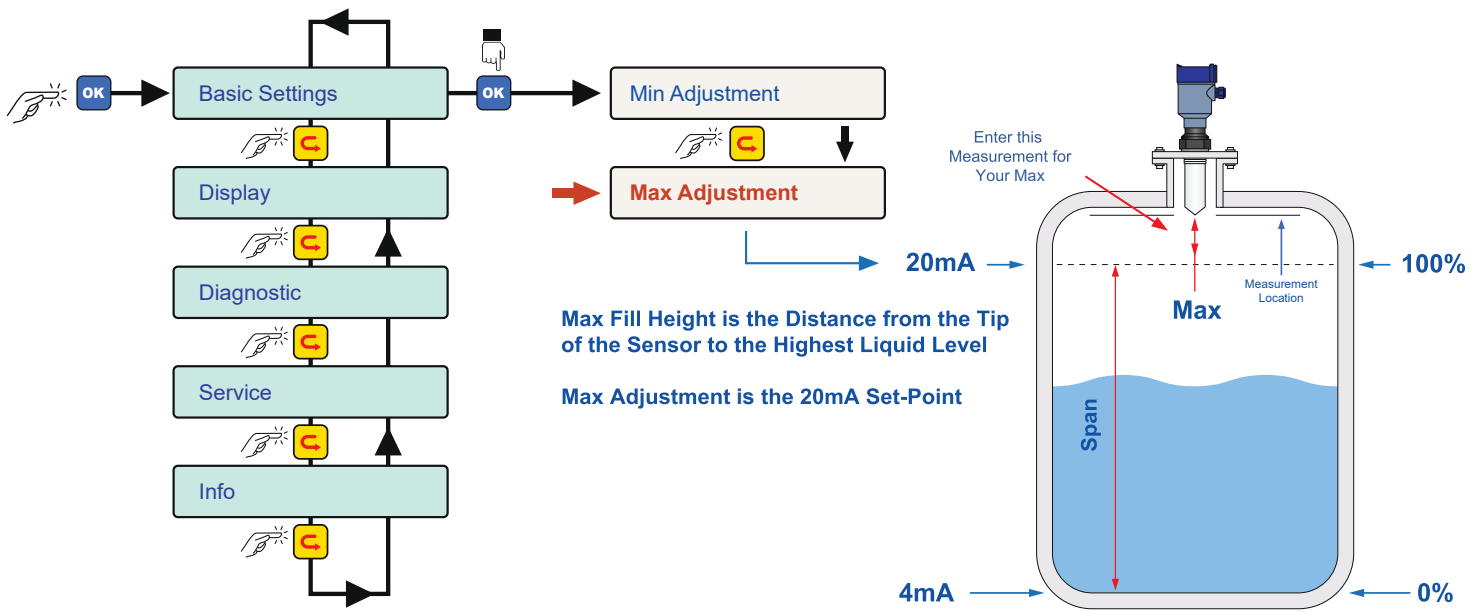 OK
Basic Settings
OK
Min Adjustment
Display
Max Adjustment
Diagnostic
Service
Info
Enter this
Measurement for
Your Max
20mA
100%
Measurement
Location
Max
Max Fill Height is the Distance from the Tip
of the Sensor to the Highest Liquid Level
Max Adjustment is the 20mA Set-Point
Span
4mA
0%